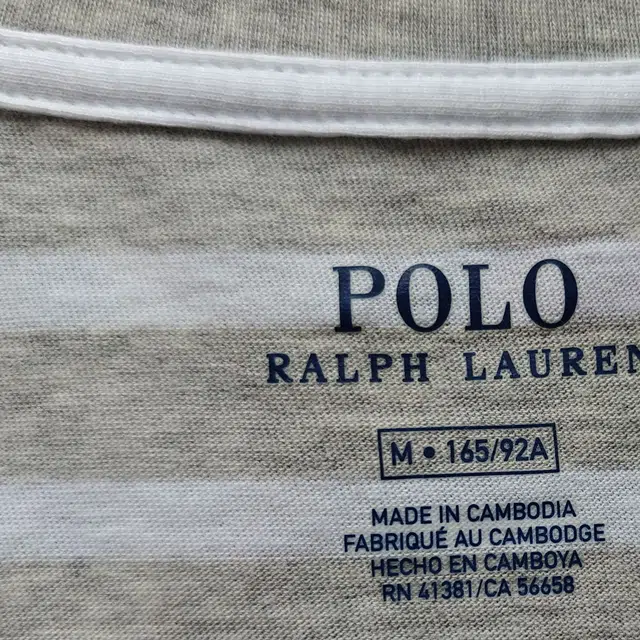 POLO
RALPH LAUREN
M • 165/92A
MADE IN CAMBODIA
FABRIQUÉ AU CAMBODGE
HECHO EN CAMBOYA
RN 41381/CA 56658